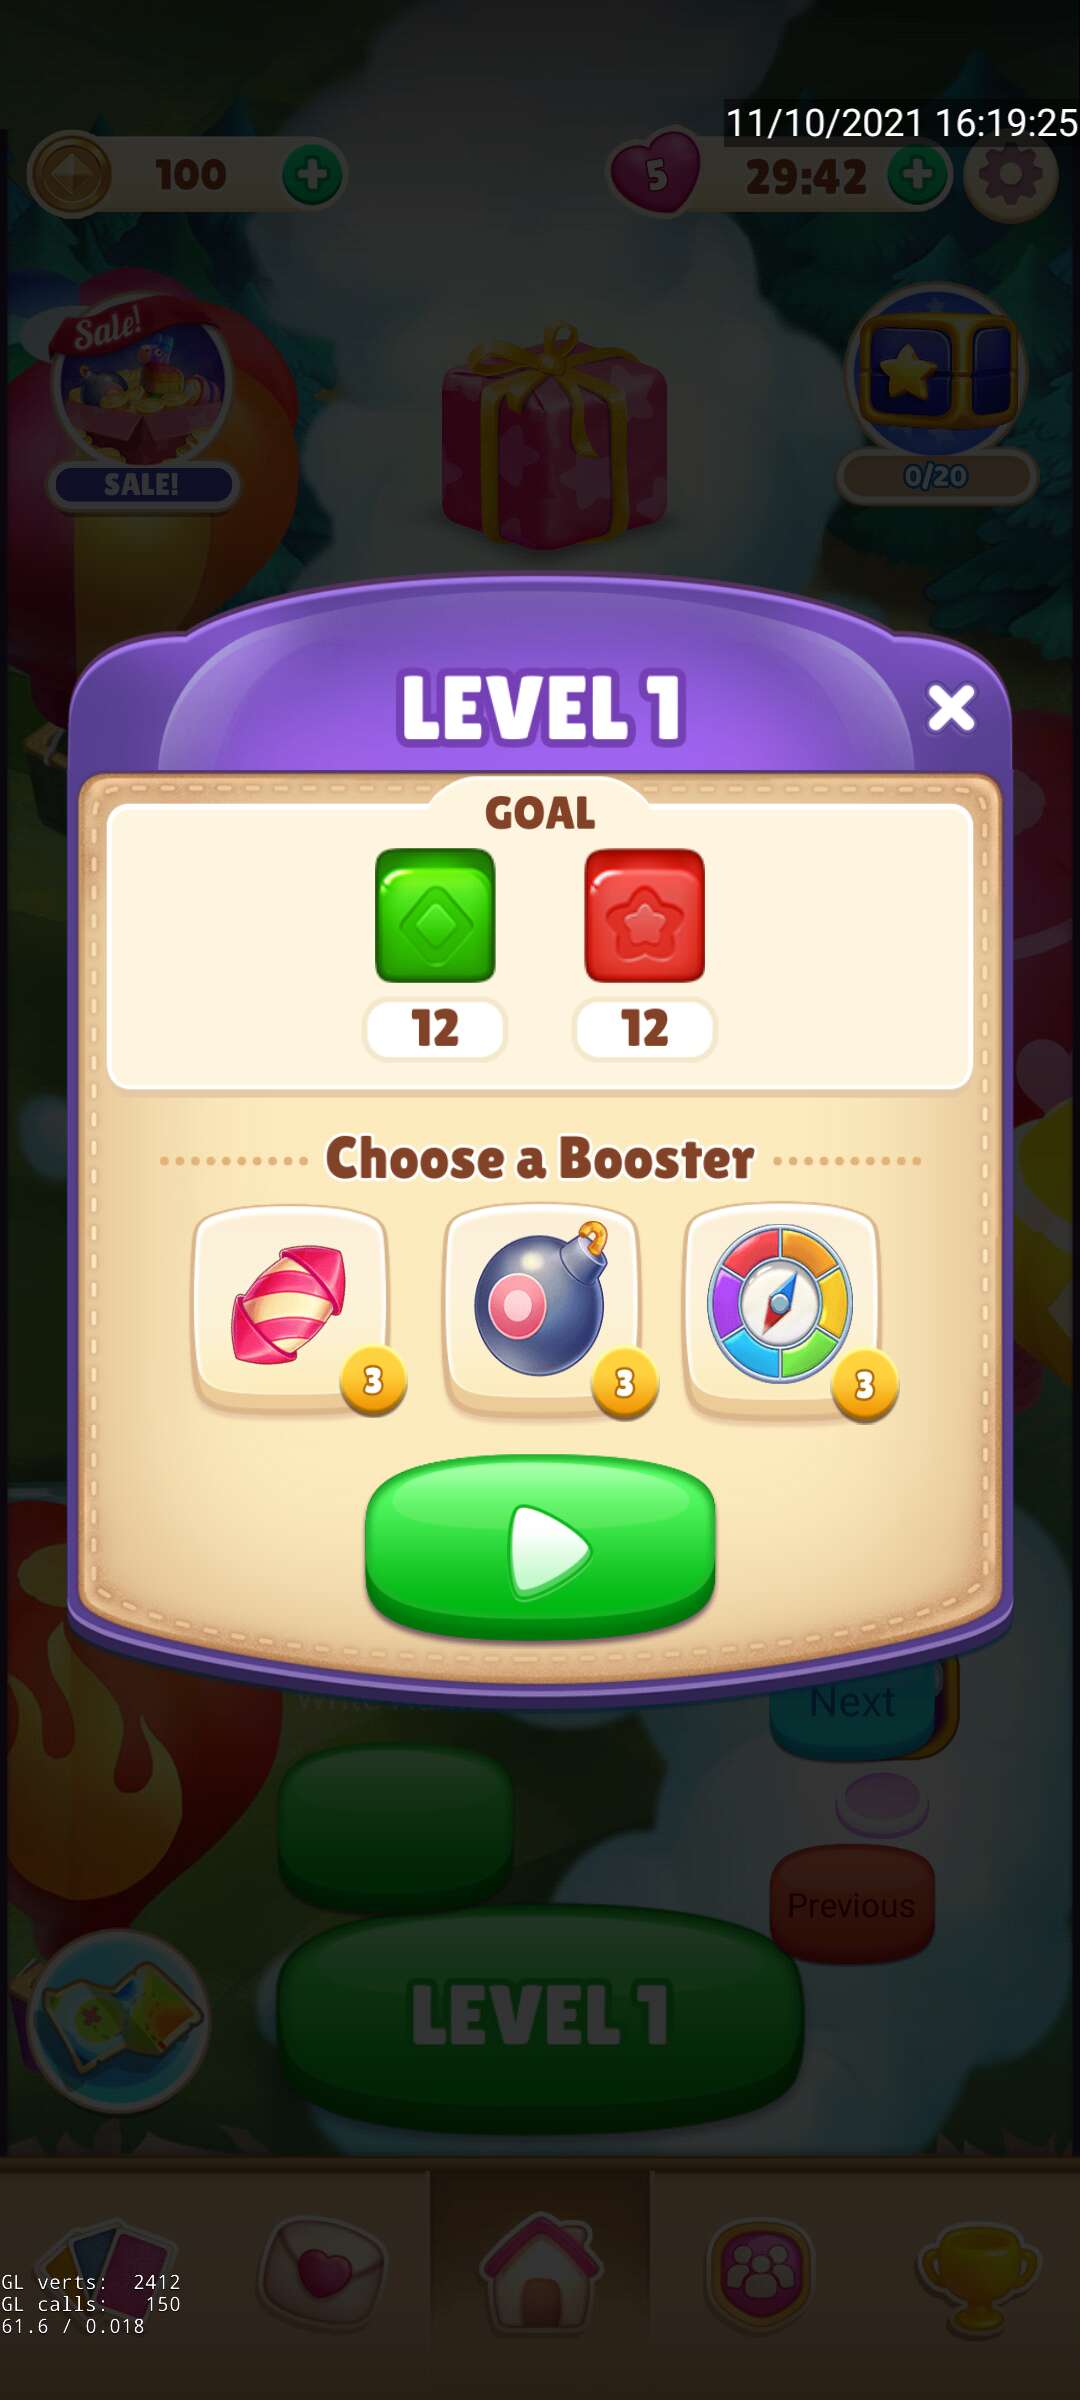 11/10/2021 16:19:25
100
5
29:42
Sale!
SALE!
0/20
LEVEL 1
GOAL
12
12
Choose a Booster
3
3
3
Next
Previous
LEVEL 1
GL verts: 2412
GL calls: 150
61.6 / 0.018